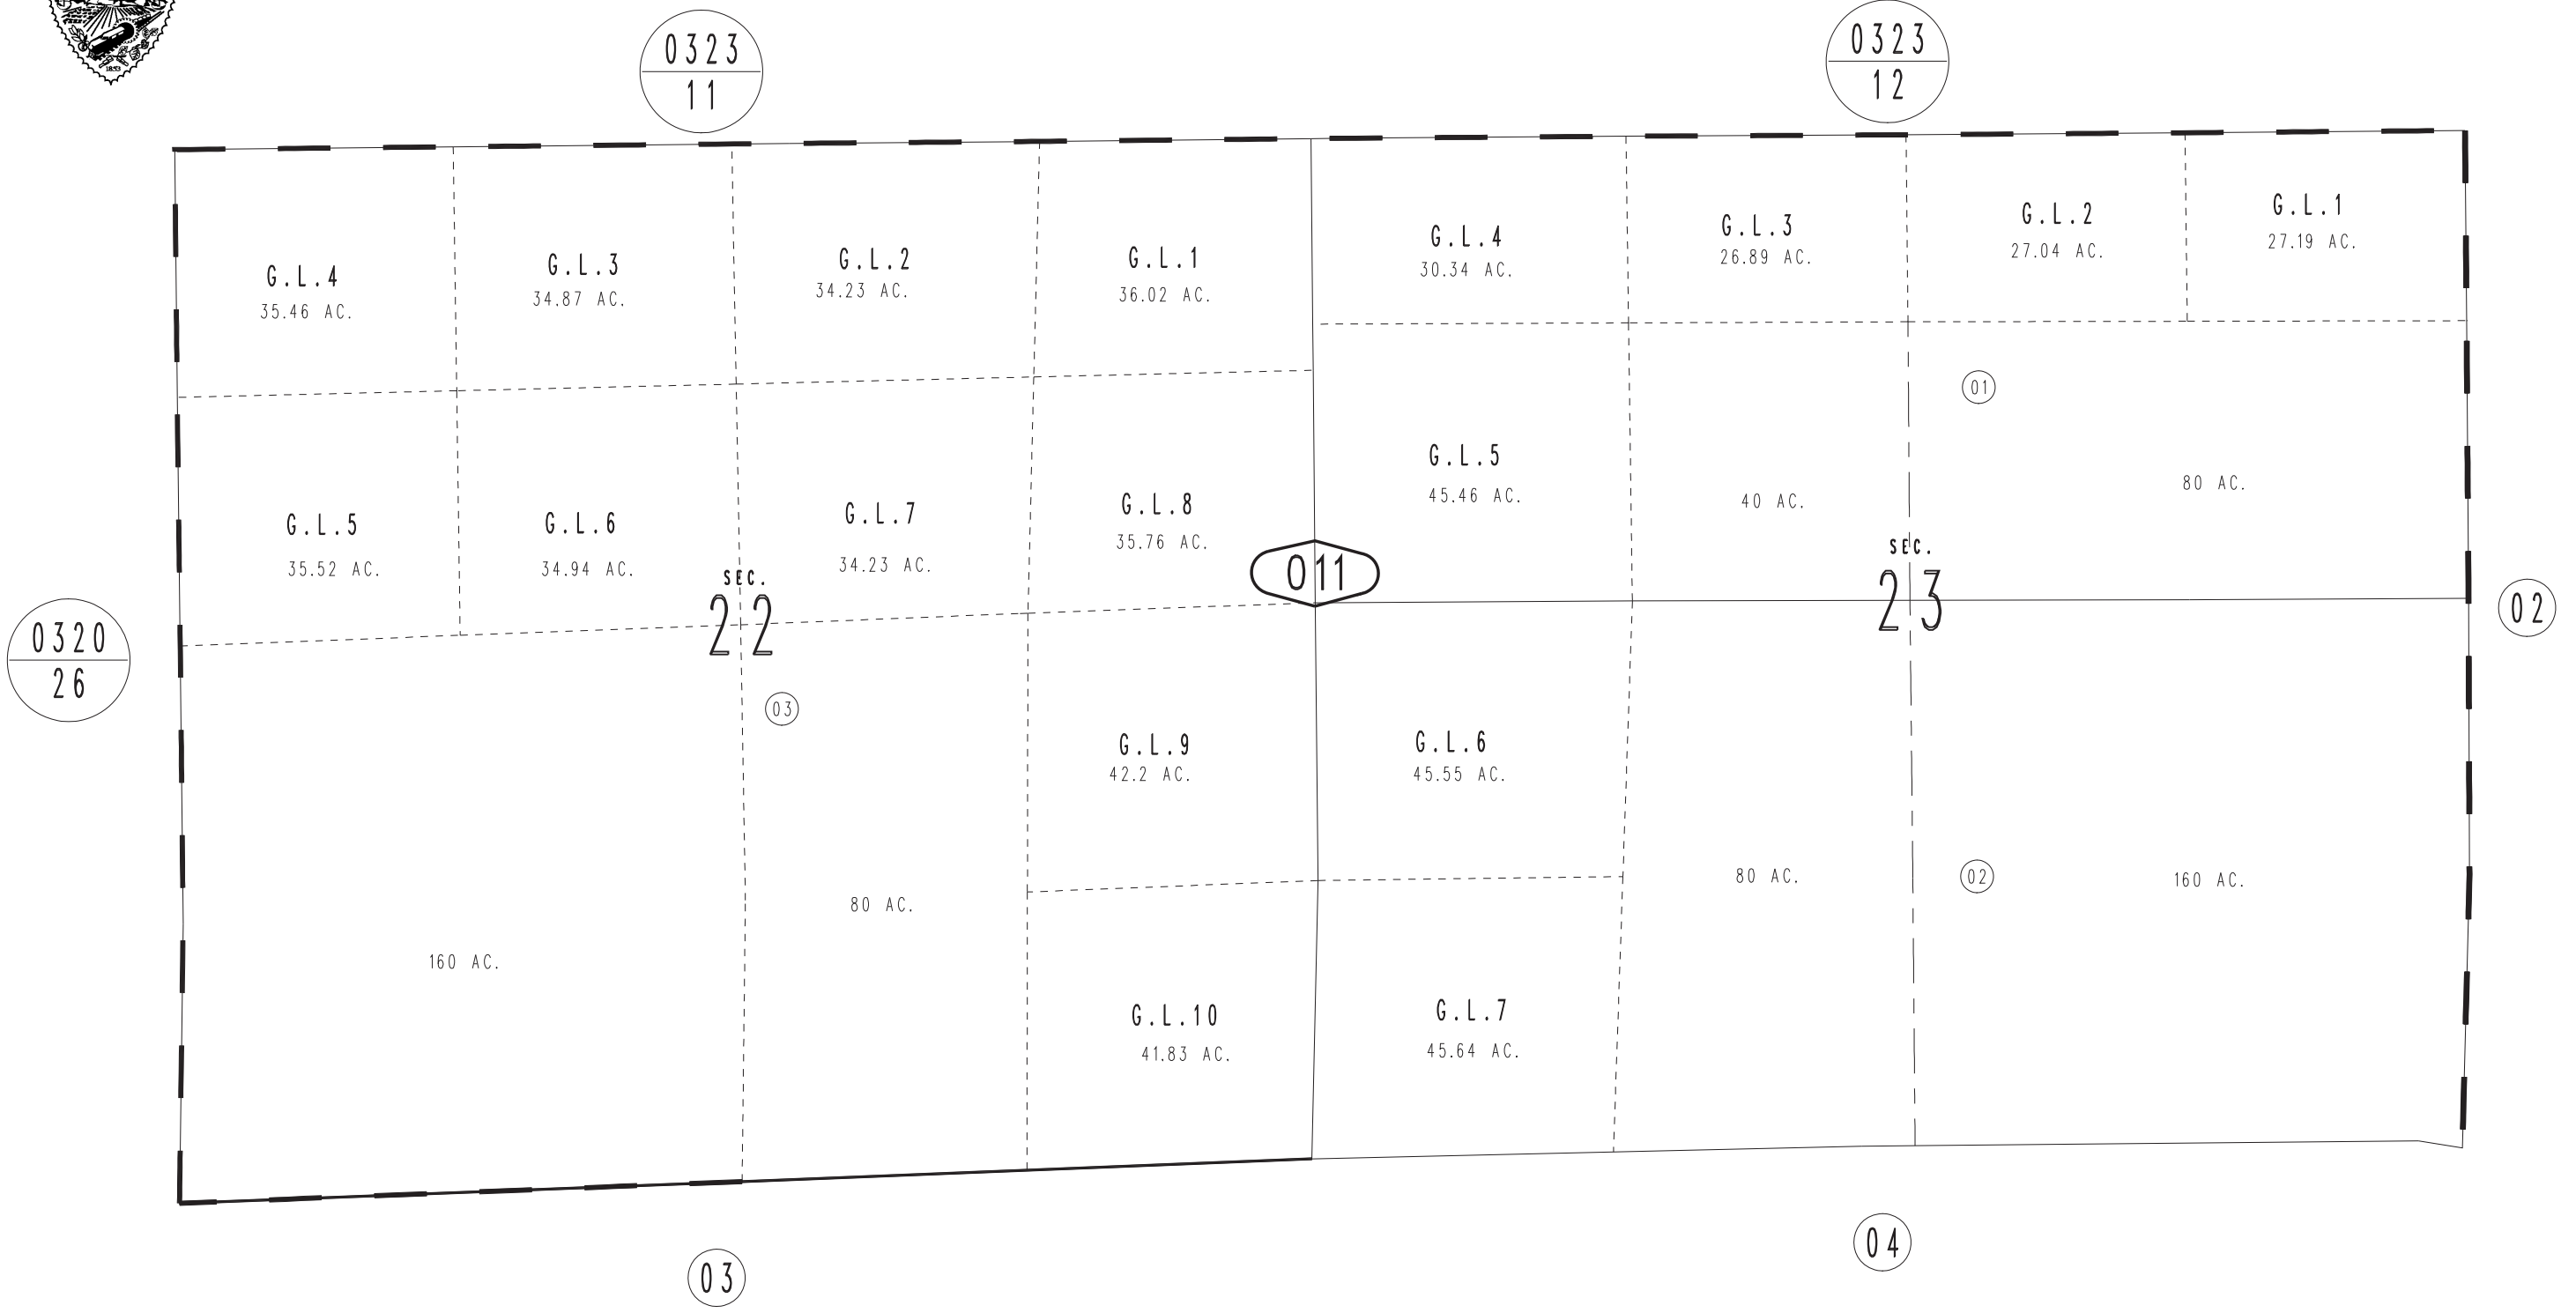 1853
0323
11
0323
12
G.L.4
35.46 AC.
G.L.3
34.87 AC.
G.L.2
34.23 AC.
G.L.1
36.02 AC.
G.L.4
30.34 AC.
G.L.3
26.89 AC.
G.L.2
27.04 AC.
G.L.1
27.19 AC.
01
G.L.5
35.52 AC.
G.L.6
34.94 AC.
G.L.7
34.23 AC.
G.L.8
35.76 AC.
G.L.5
45.46 AC.
40 AC.
80 AC.
SEC.
22
011
SEC.
23
02
0320
26
03
G.L.9
42.2 AC.
G.L.6
45.55 AC.
160 AC.
80 AC.
80 AC.
02
160 AC.
G.L.10
41.83 AC.
G.L.7
45.64 AC.
03
04